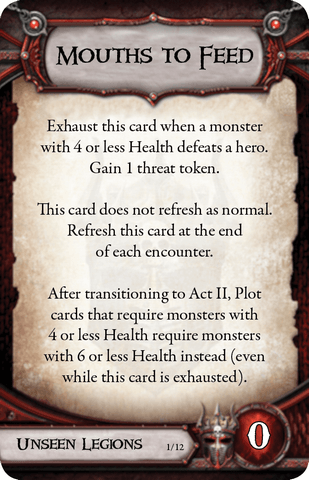 Mouths to Feed
Exhaust this card when a monster
with 4 or less Health defeats a hero.
Gain 1 threat token.
This card does not refresh as normal.
Refresh this card at the end
of each encounter.
After transitioning to Act II, Plot
cards that require monsters with
4 or less Health require monsters
with 6 or less Health instead (even
while this card is exhausted).
Unseen Legions 1/12
0